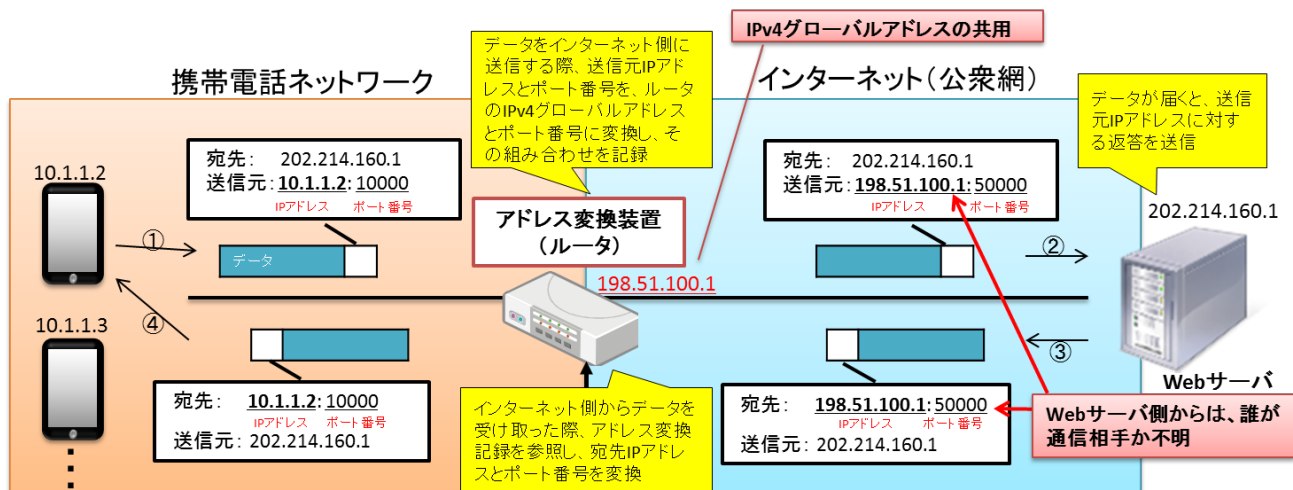 IPv4グローバルアドレスの共用
データをインターネット側に
送信する際、送信元IPアド
レスとポート番号を、ルータ
のIPv4グローバルアドレス
とポート番号に変換し、そ
の組み合わせを記録
携帯電話ネットワーク
インターネット(公衆網)
データが届くと、送信
元IPアドレスに対す
る返答を送信
10.1.1.2
宛先： 202.214.160.1
送信元：10.1.1.2：10000
IPアドレス ポート番号
宛先： 202.214.160.1
送信元：198.51.100.1：50000
IPアドレス ポート番号
アドレス変換装置
（ルータ）
202.214.160.1
①
データ
②
198.51.100.1
10.1.1.3
④
③
宛先： 10.1.1.2：10000
IPアドレス ポート番号
送信元：202.214.160.1
インターネット側からデータを
受け取った際、アドレス変換
記録を参照し、宛先IPアドレ
スとポート番号を変換
宛先： 198.51.100.1：50000
IPアドレス ポート番号
送信元：202.214.160.1
Webサーバ
Webサーバ側からは、誰が
通信相手か不明